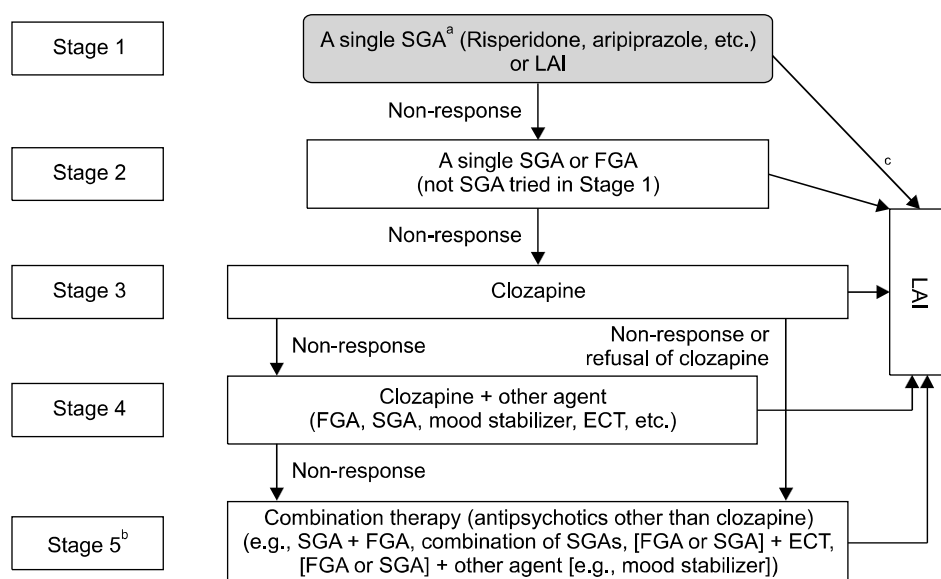 Stage 1
A single SGAᵃ (Risperidone, aripiprazole, etc.)
or LAI
Non-response
c
Stage 2
A single SGA or FGA
(not SGA tried in Stage 1)
Non-response
Stage 3
Clozapine
LAI
Non-response
Non-response or
refusal of clozapine
Stage 4
Clozapine + other agent
(FGA, SGA, mood stabilizer, ECT, etc.)
Non-response
Stage 5ᵇ
Combination therapy (antipsychotics other than clozapine)
(e.g., SGA + FGA, combination of SGAs, [FGA or SGA] + ECT,
[FGA or SGA] + other agent [e.g., mood stabilizer])